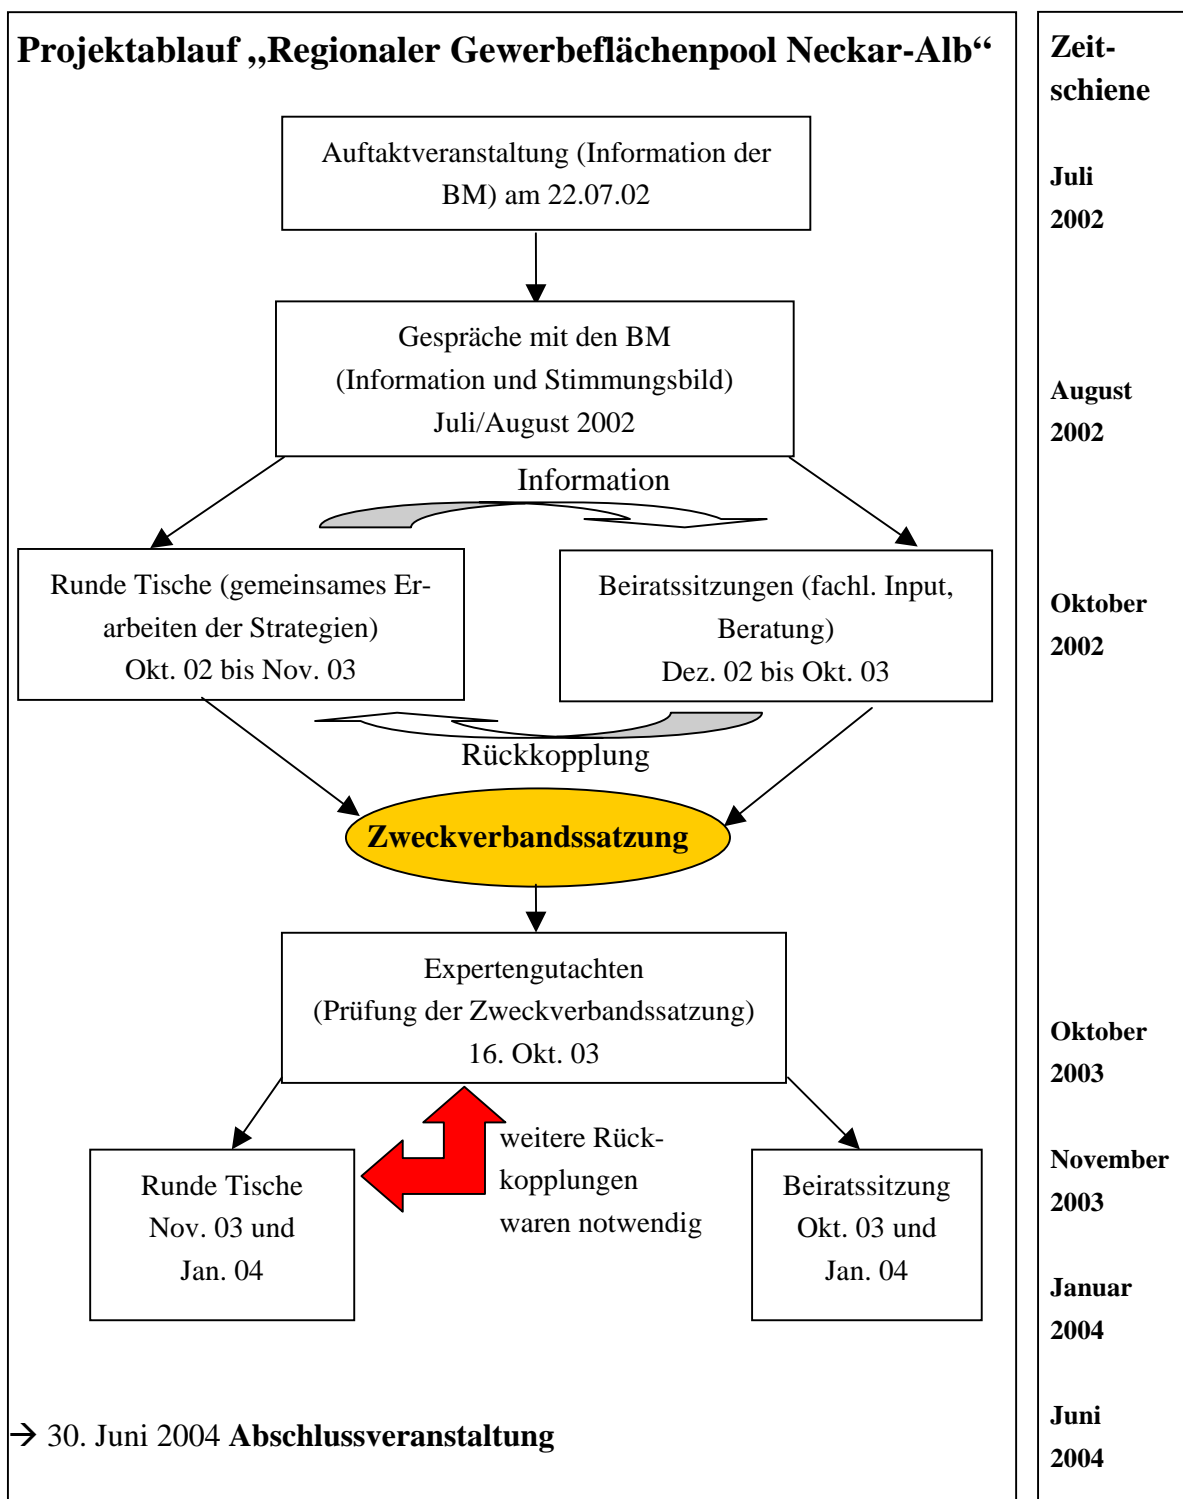 Projektablauf „Regionaler Gewerbeflächenpool Neckar-Alb“
Auftaktveranstaltung (Information der
BM) am 22.07.02
Gespräche mit den BM
(Information und Stimmungsbild)
Juli/August 2002
Information
Runde Tische (gemeinsames Er-
arbeiten der Strategien)
Okt. 02 bis Nov. 03
Beiratssitzungen (fachl. Input,
Beratung)
Dez. 02 bis Okt. 03
Rückkopplung
Zweckverbandssatzung
Expertengutachten
(Prüfung der Zweckverbandssatzung)
16. Okt. 03
weitere Rück-
kopplungen
waren notwendig
Runde Tische
Nov. 03 und
Jan. 04
Beiratssitzung
Okt. 03 und
Jan. 04
→ 30. Juni 2004 Abschlussveranstaltung
Zeit-
schiene
Juli
2002
August
2002
Oktober
2002
Oktober
2003
November
2003
Januar
2004
Juni
2004